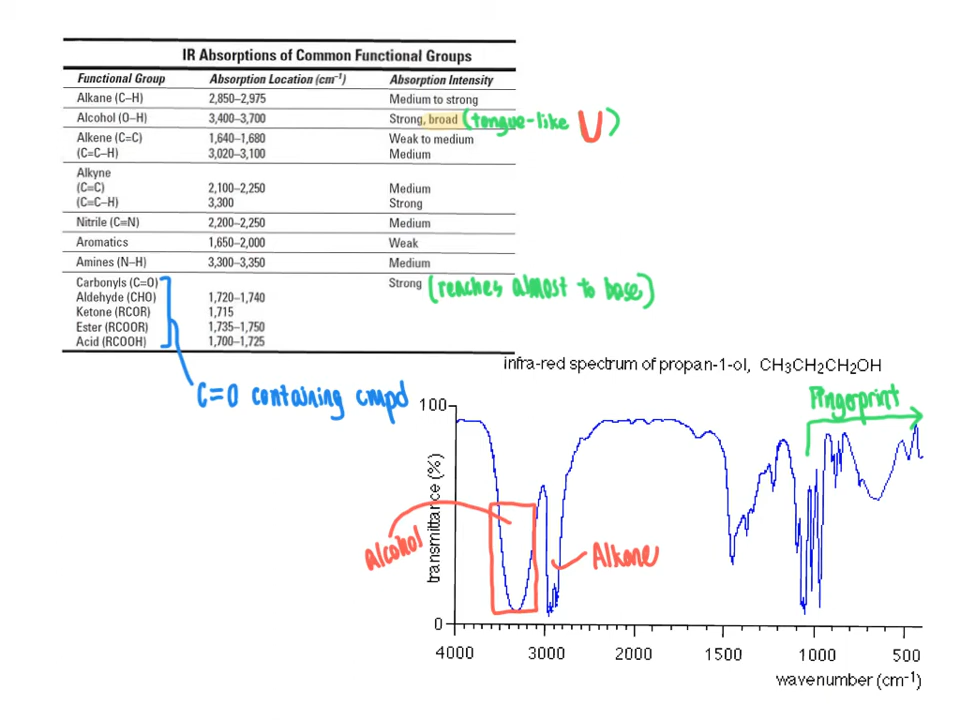 IR Absorptions of Common Functional Groups
Functional Group Absorption Location (cm⁻¹) Absorption Intensity
Alkane (C–H) 2,850–2,975 Medium to strong
Alcohol (O–H) 3,400–3,700 Strong, broad (tongue-like U)
Alkene (C=C) 1,640–1,680 Weak to medium
(C=C–H) 3,020–3,100 Medium
Alkyne
(C≡C) 2,100–2,250 Medium
(C≡C–H) 3,300 Strong
Nitrile (C≡N) 2,200–2,250 Medium
Aromatics 1,650–2,000 Weak
Amines (N–H) 3,300–3,350 Medium
Carbonyls (C=O) Strong (reaches almost to base)
Aldehyde (CHO) 1,720–1,740
Ketone (RCOR) 1,715
Ester (RCOOR) 1,735–1,750
Acid (RCOOH) 1,700–1,725
C=O containing cmpd
infra-red spectrum of propan-1-ol, CH₃CH₂CH₂OH
Fingerprint
100
transmittance (%)
Alcohol
Alkane
0
4000 3000 2000 1500 1000 500
wavenumber (cm⁻¹)